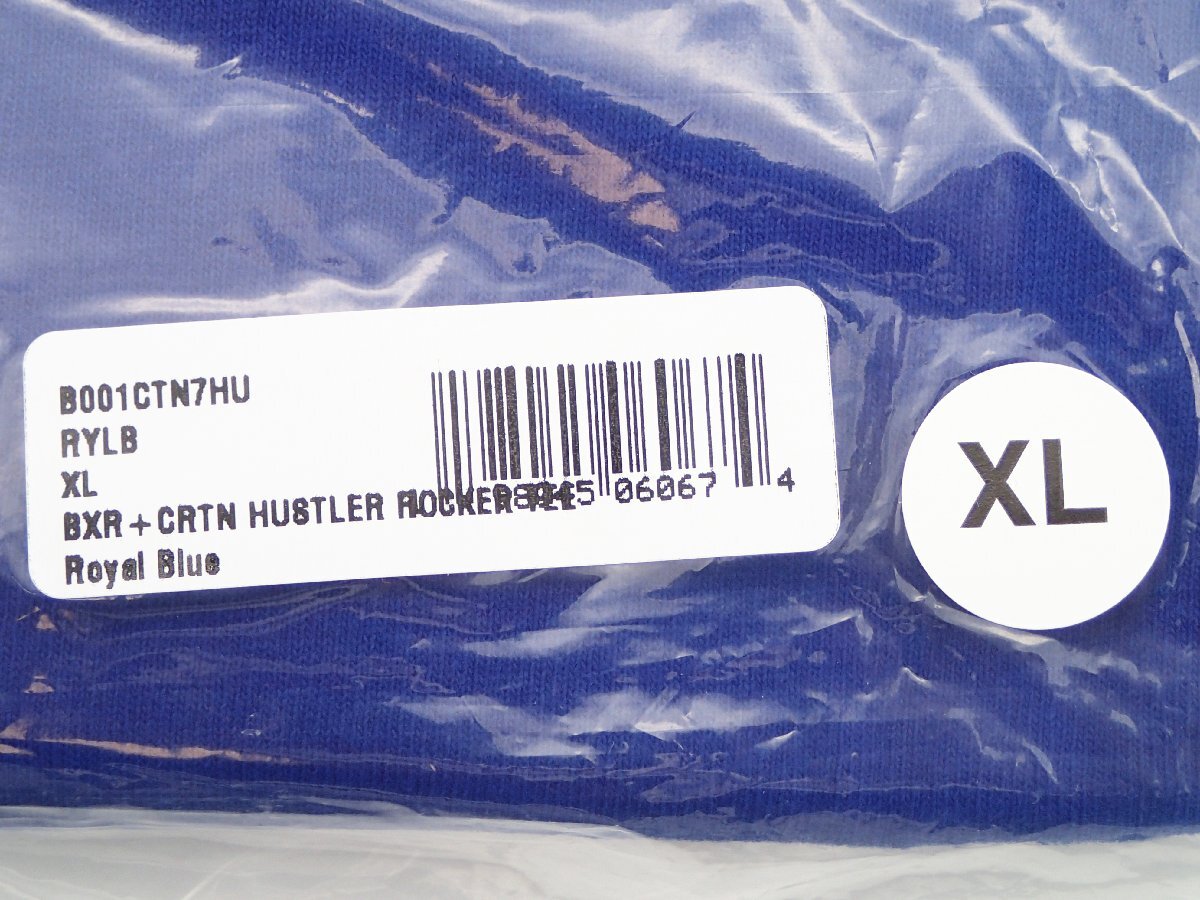 B001CTN7HU
RYLB
XL
BXR + CRTN HUSTLER ROCKER TEE
Royal Blue
06067 4
XL